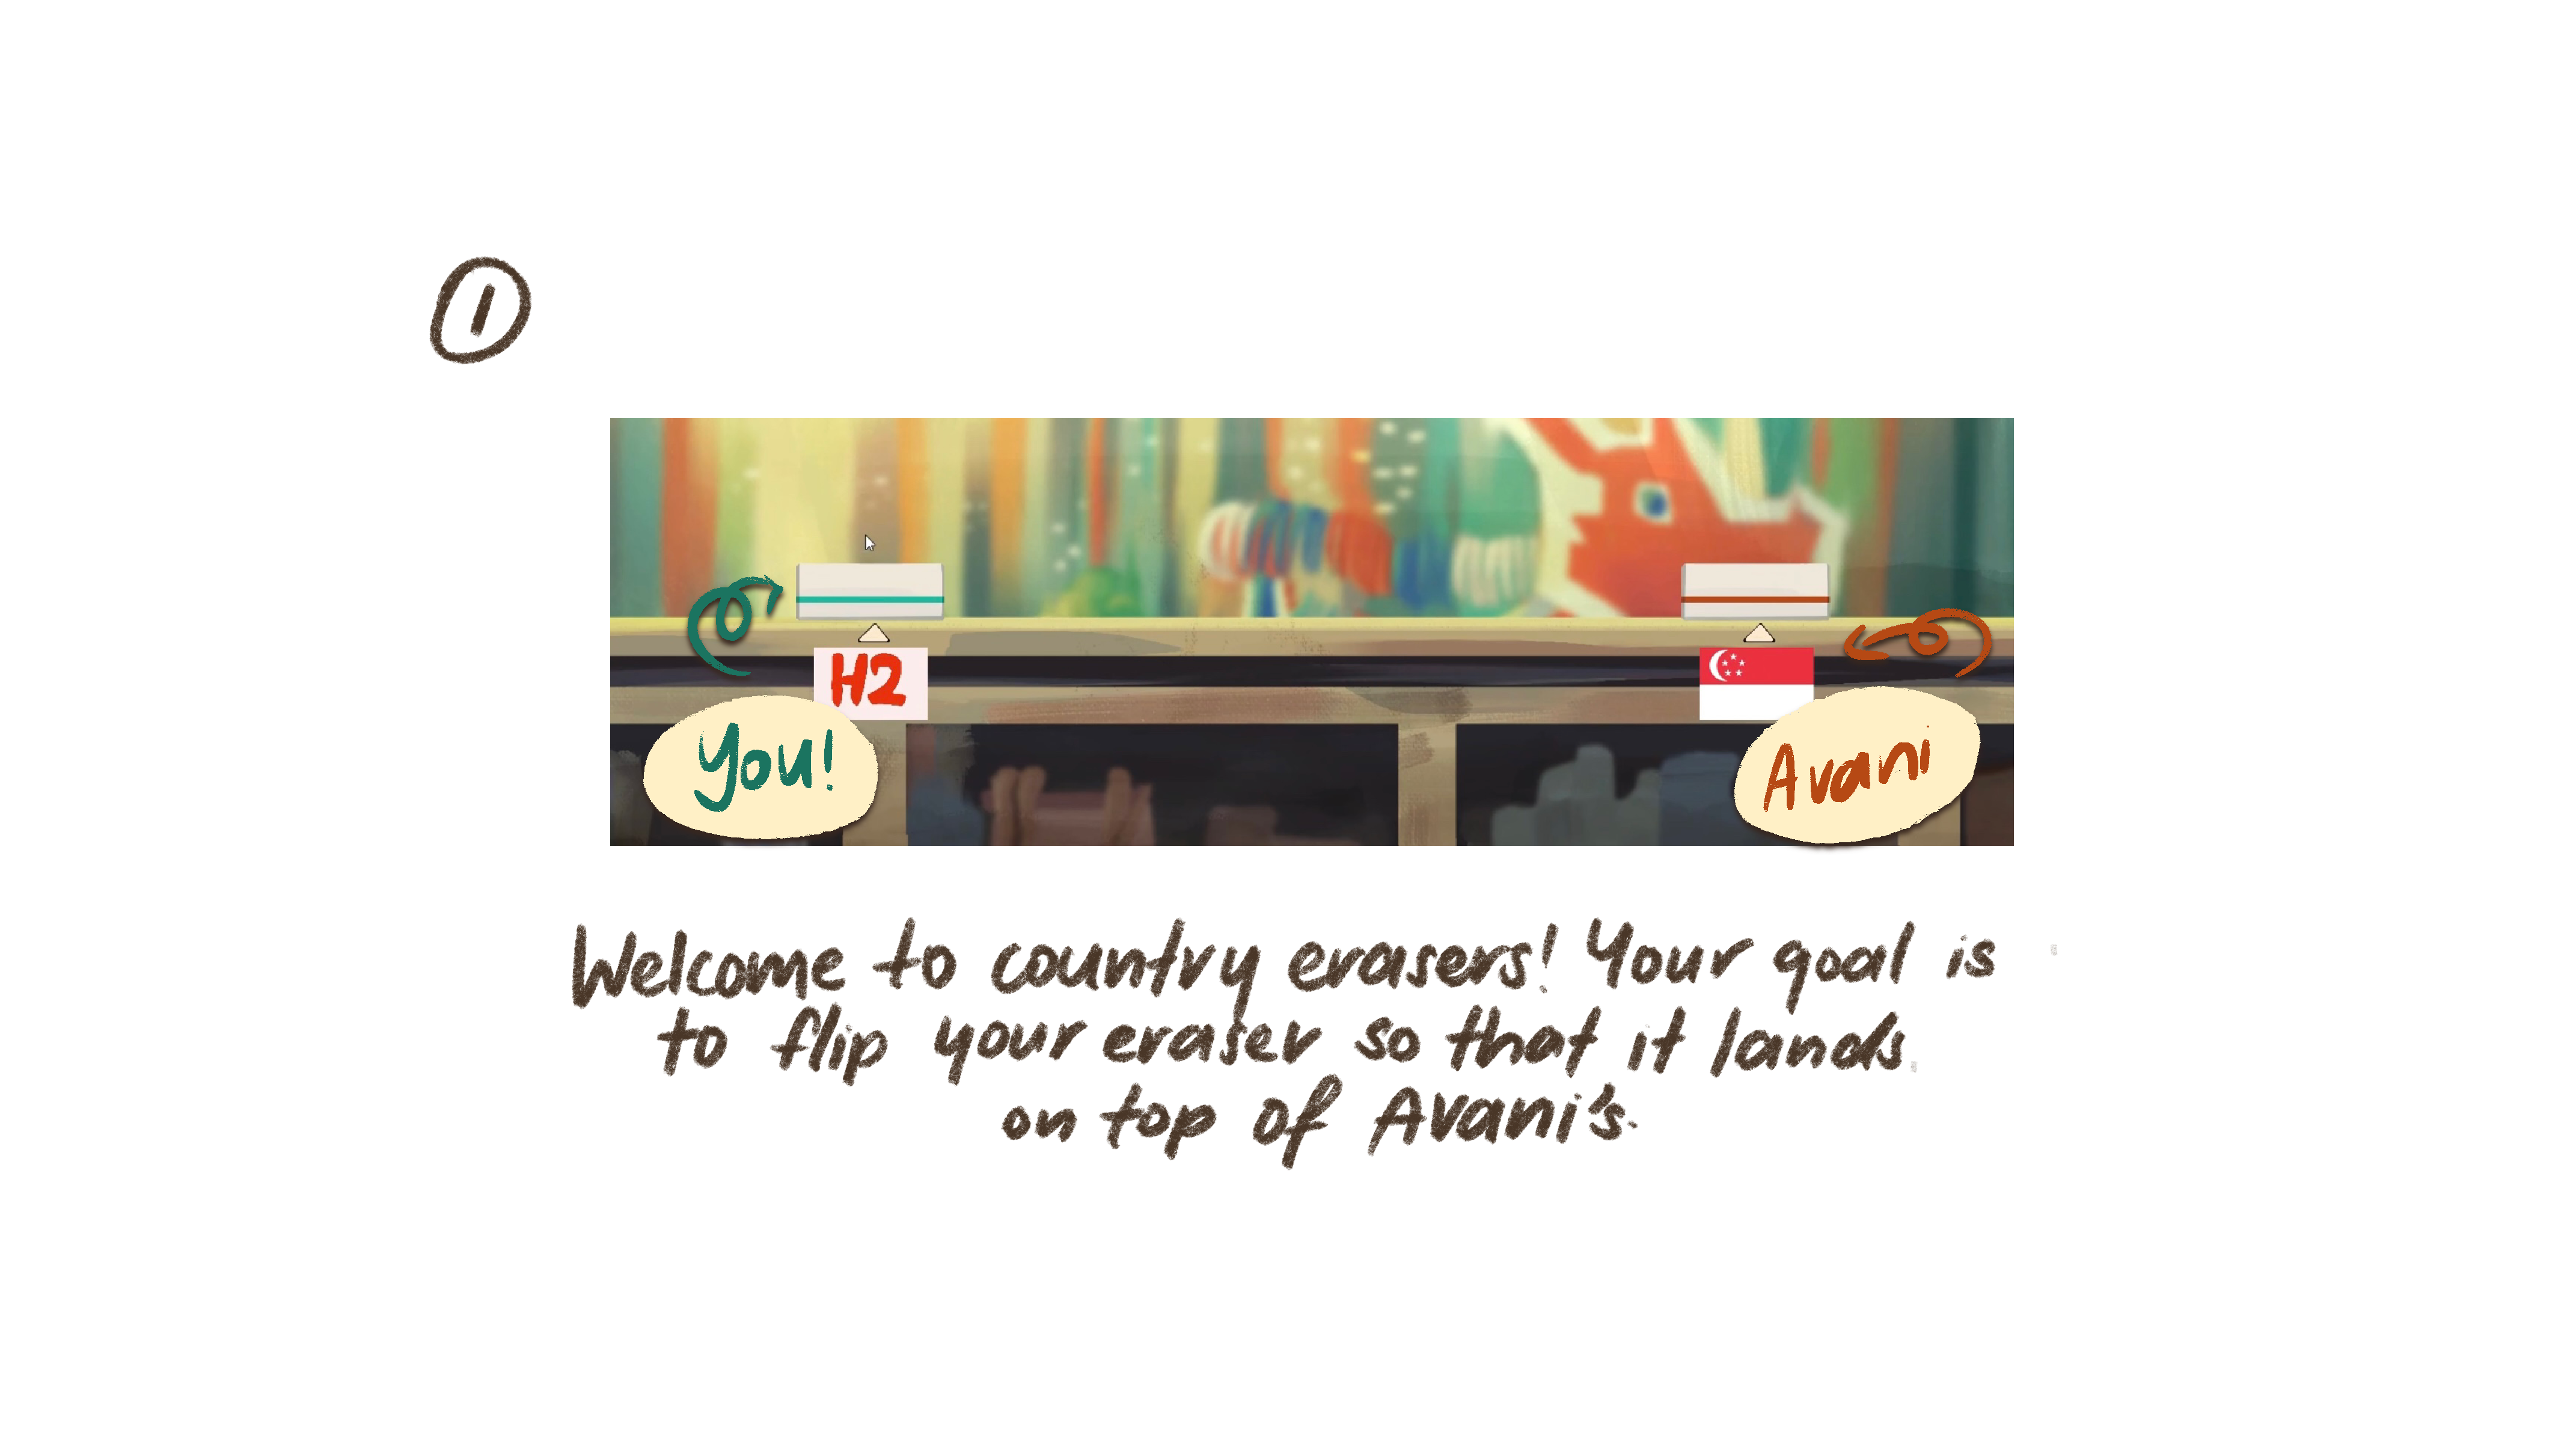 1
H2
You!
Avani
Welcome to country erasers! Your goal is
to flip your eraser so that it lands
on top of Avani's.